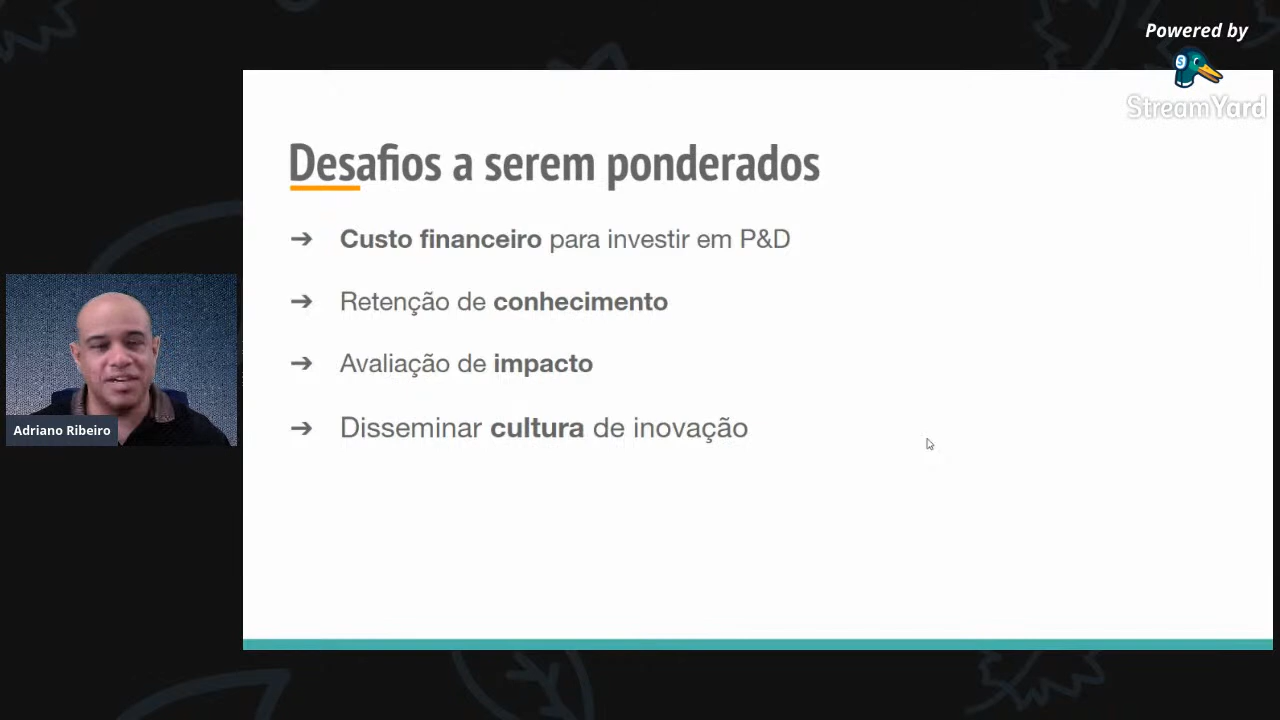 Powered by
StreamYard
Desafios a serem ponderados
➔ Custo financeiro para investir em P&D
➔ Retenção de conhecimento
➔ Avaliação de impacto
➔ Disseminar cultura de inovação
Adriano Ribeiro